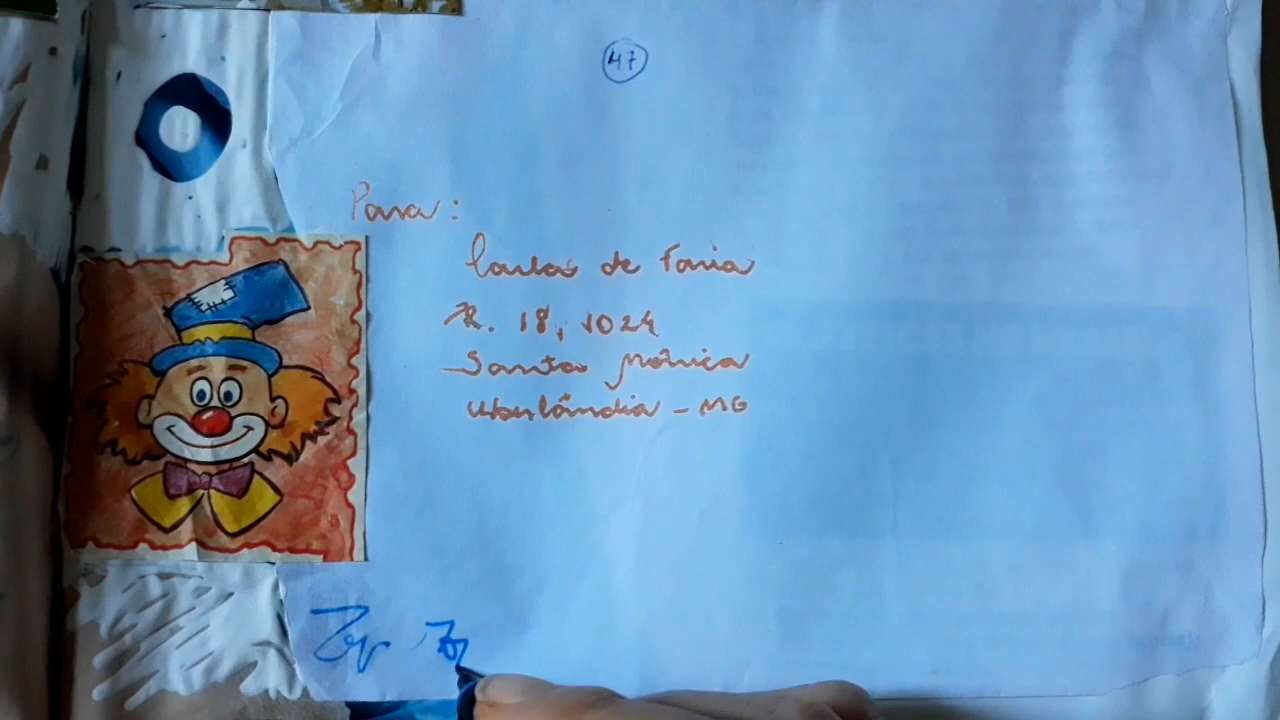 47
Para:
Carlos de Faria
R. 18, 1024
Santa Mônica
Uberlândia - MG